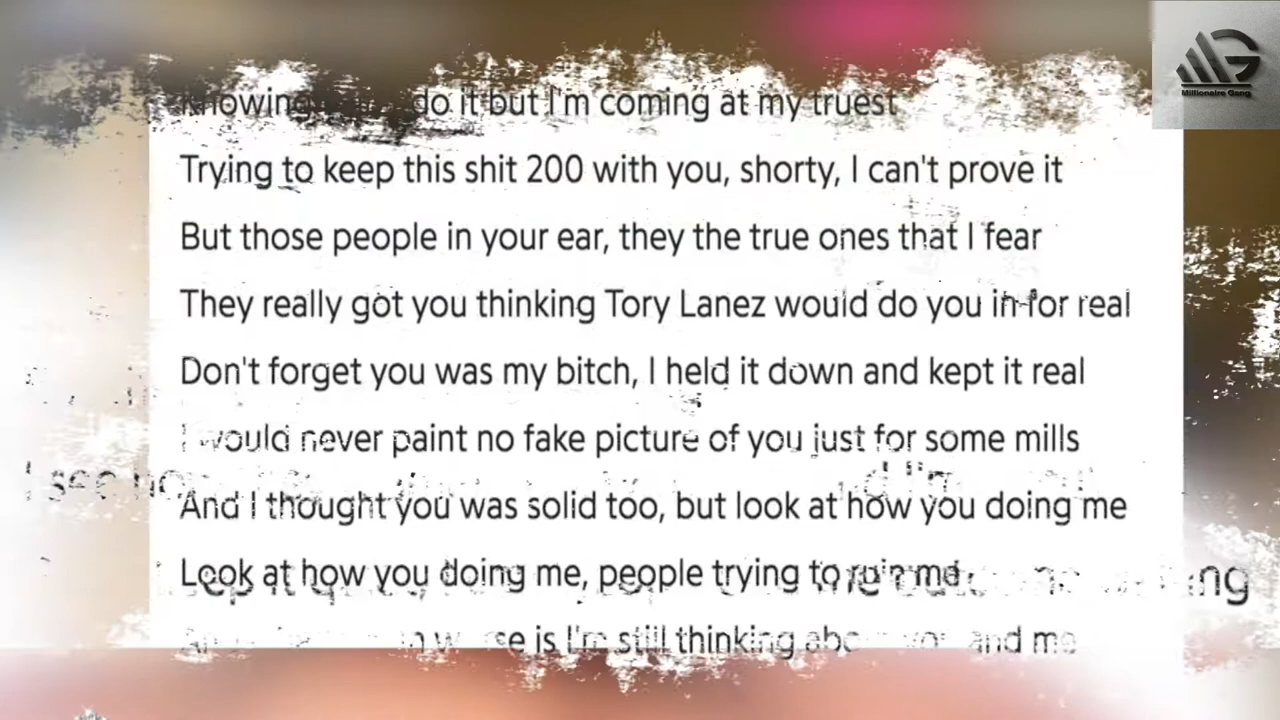 Millionaire Gang
do it but I'm coming at my truest
Trying to keep this shit 200 with you, shorty, I can't prove it
But those people in your ear, they the true ones that I fear
They really got you thinking Tory Lanez would do you in for real
Don't forget you was my bitch, I held it down and kept it real
I would never paint no fake picture of you just for some mills
I see
And I thought you was solid too, but look at how you doing me
Look at how you doing me, people trying to ruin me
is I'm still thinking and me